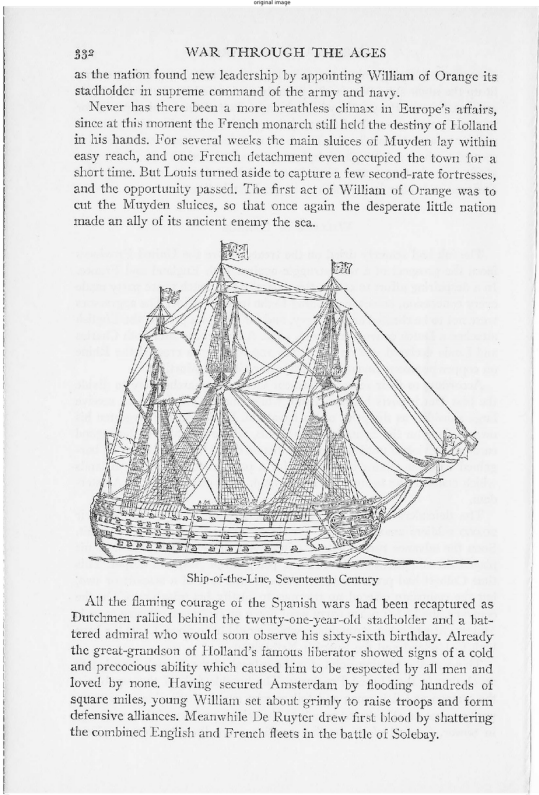 original image
332 WAR THROUGH THE AGES
as the nation found new leadership by appointing William of Orange its
stadholder in supreme command of the army and navy.
Never has there been a more breathless climax in Europe's affairs,
since at this moment the French monarch still held the destiny of Holland
in his hands. For several weeks the main sluices of Muyden lay within
easy reach, and one French detachment even occupied the town for a
short time. But Louis turned aside to capture a few second-rate fortresses,
and the opportunity passed. The first act of William of Orange was to
cut the Muyden sluices, so that once again the desperate little nation
made an ally of its ancient enemy the sea.
Ship-of-the-Line, Seventeenth Century
All the flaming courage of the Spanish wars had been recaptured as
Dutchmen rallied behind the twenty-one-year-old stadholder and a bat-
tered admiral who would soon observe his sixty-sixth birthday. Already
the great-grandson of Holland's famous liberator showed signs of a cold
and precocious ability which caused him to be respected by all men and
loved by none. Having secured Amsterdam by flooding hundreds of
square miles, young William set about grimly to raise troops and form
defensive alliances. Meanwhile De Ruyter drew first blood by shattering
the combined English and French fleets in the battle of Solebay.